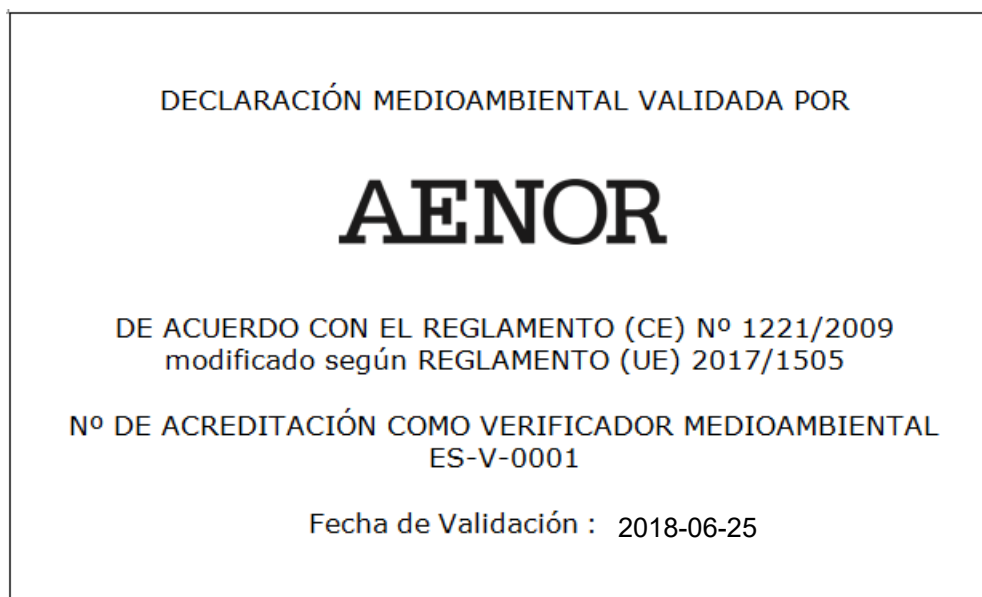 DECLARACIÓN MEDIOAMBIENTAL VALIDADA POR
AENOR
DE ACUERDO CON EL REGLAMENTO (CE) Nº 1221/2009
modificado según REGLAMENTO (UE) 2017/1505
Nº DE ACREDITACIÓN COMO VERIFICADOR MEDIOAMBIENTAL
ES-V-0001
Fecha de Validación : 2018-06-25